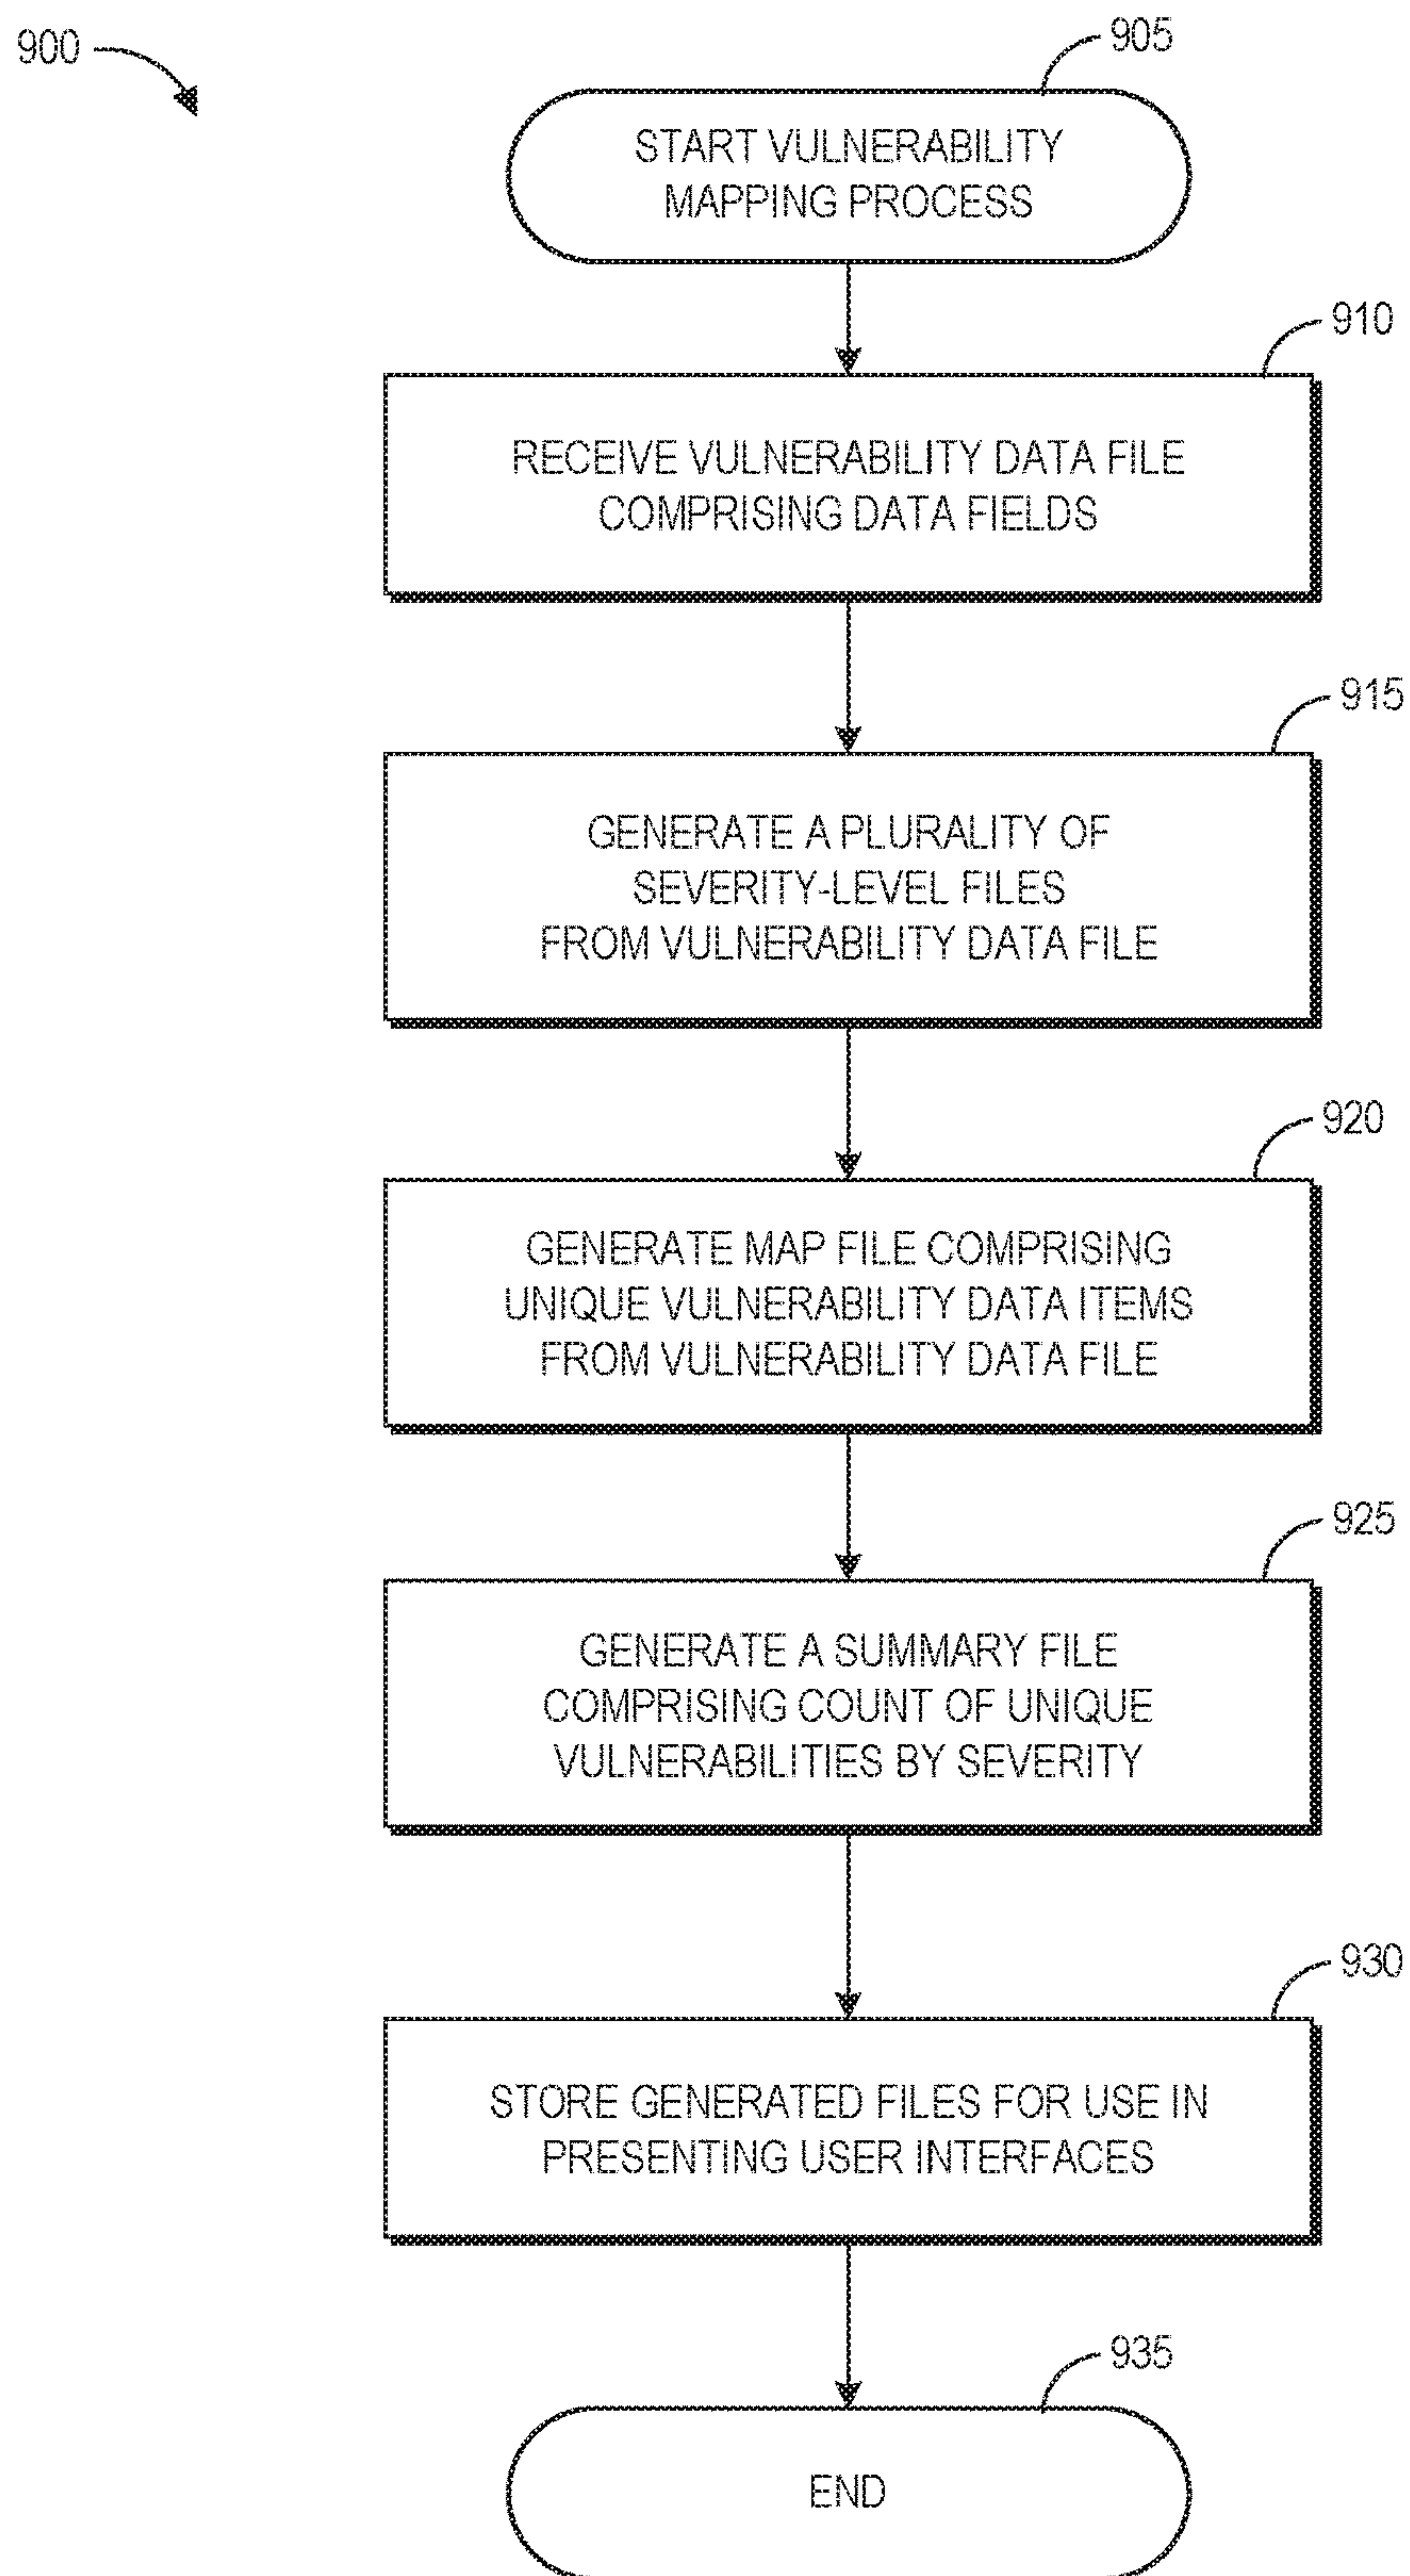 900
905
START VULNERABILITY
MAPPING PROCESS
910
RECEIVE VULNERABILITY DATA FILE
COMPRISING DATA FIELDS
915
GENERATE A PLURALITY OF
SEVERITY-LEVEL FILES
FROM VULNERABILITY DATA FILE
920
GENERATE MAP FILE COMPRISING
UNIQUE VULNERABILITY DATA ITEMS
FROM VULNERABILITY DATA FILE
925
GENERATE A SUMMARY FILE
COMPRISING COUNT OF UNIQUE
VULNERABILITIES BY SEVERITY
930
STORE GENERATED FILES FOR USE IN
PRESENTING USER INTERFACES
935
END